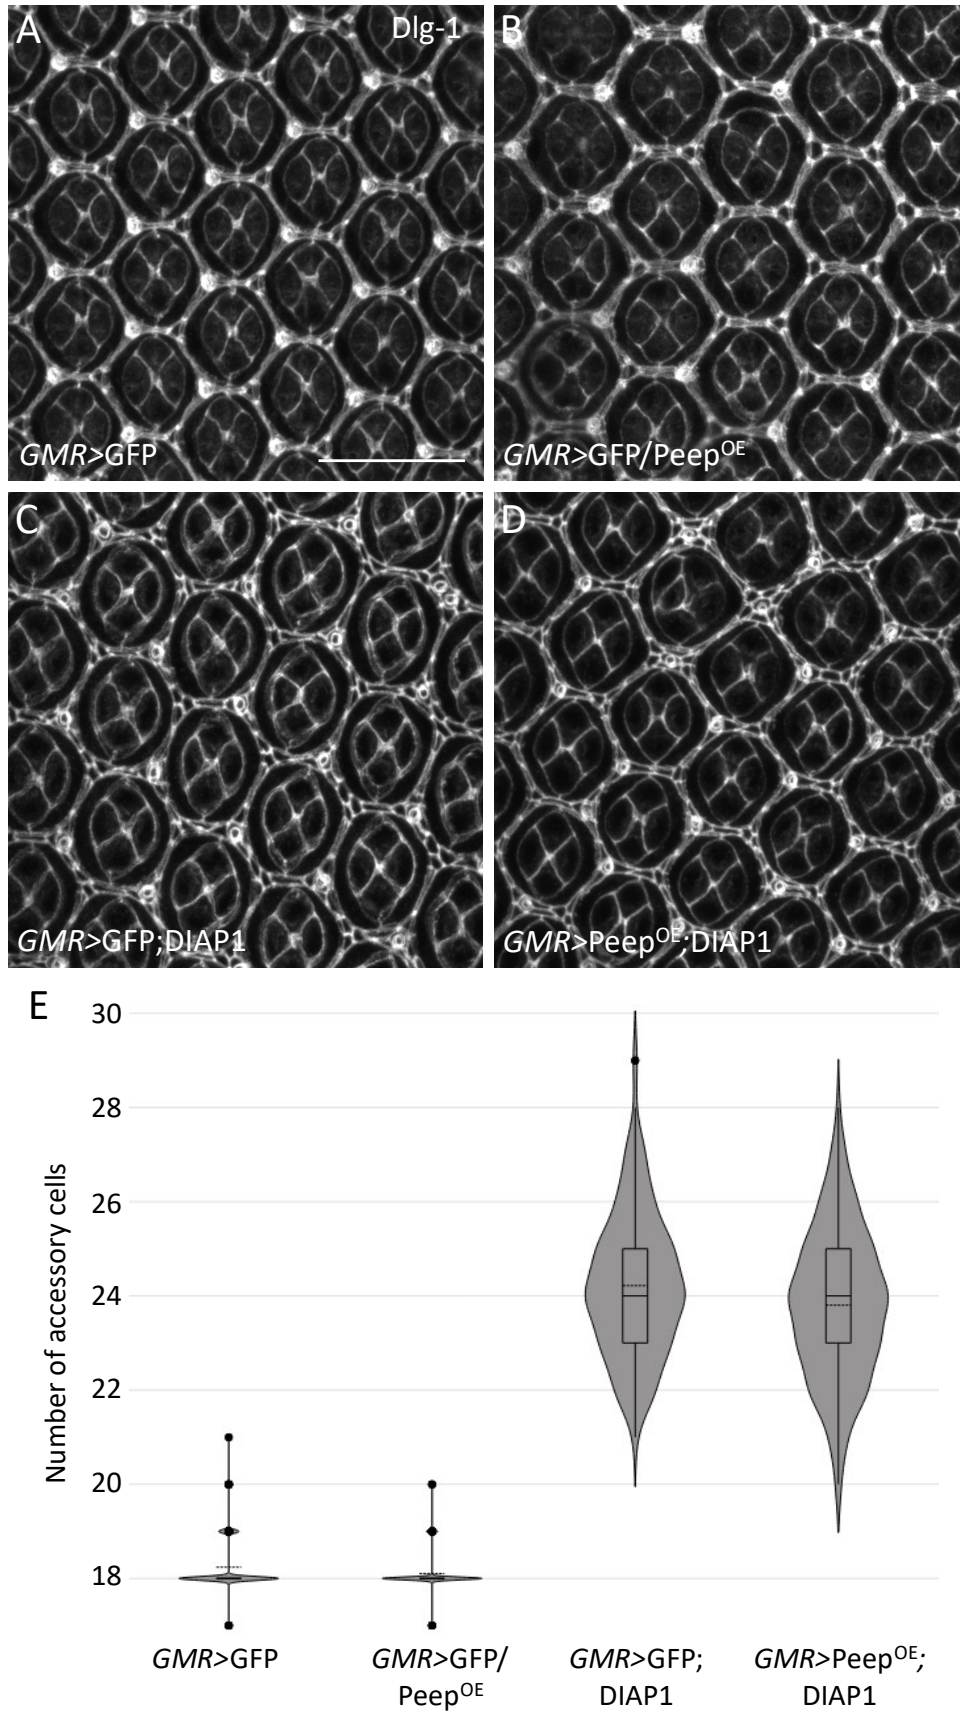 A
Dlg-1
GMR>GFP
B
GMR>GFP/Peep^OE
C
GMR>GFP;DIAP1
D
GMR>Peep^OE;DIAP1
E
30
28
26
24
22
20
18
Number of accessory cells
GMR>GFP
GMR>GFP/
Peep^OE
GMR>GFP;
DIAP1
GMR>Peep^OE;
DIAP1